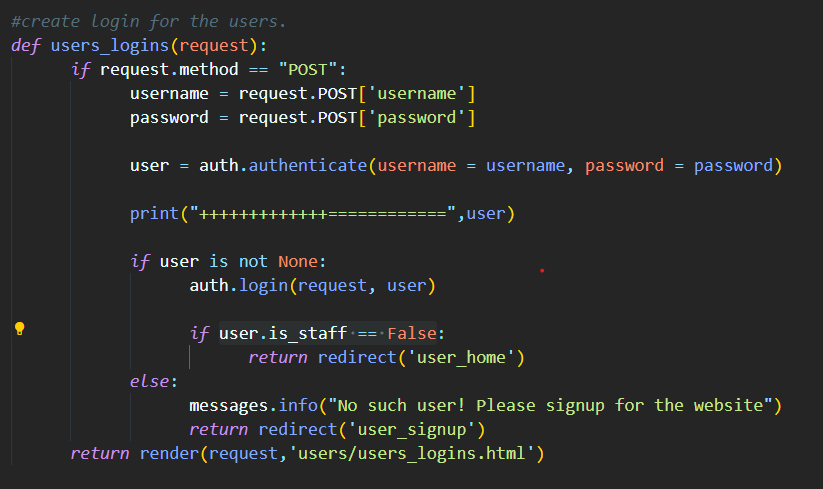 #create login for the users.
def users_logins(request):
if request.method == "POST":
username = request.POST['username']
password = request.POST['password']
user = auth.authenticate(username = username, password = password)
print("+++++++++++++============",user)
if user is not None:
auth.login(request, user)
if user.is_staff == False:
return redirect('user_home')
else:
messages.info("No such user! Please signup for the website")
return redirect('user_signup')
return render(request,'users/users_logins.html')